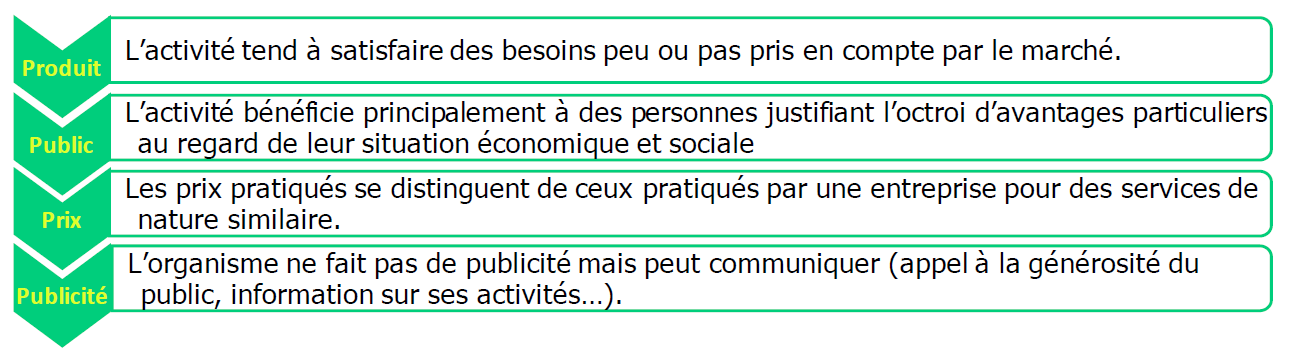 Produit
L’activité tend à satisfaire des besoins peu ou pas pris en compte par le marché.
Public
L’activité bénéficie principalement à des personnes justifiant l’octroi d’avantages particuliers
au regard de leur situation économique et sociale
Prix
Les prix pratiqués se distinguent de ceux pratiqués par une entreprise pour des services de
nature similaire.
Publicité
L’organisme ne fait pas de publicité mais peut communiquer (appel à la générosité du
public, information sur ses activités…).